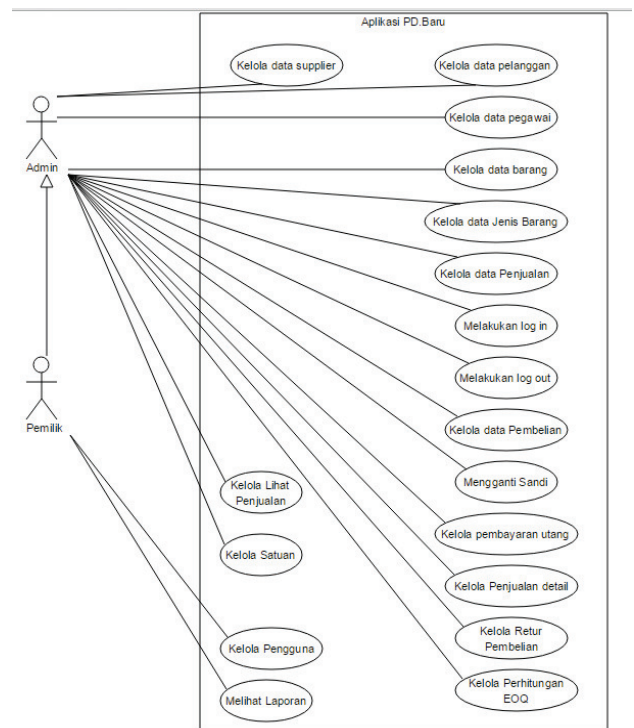 Aplikasi PD.Baru
Kelola data supplier
Kelola data pelanggan
Kelola data pegawai
Admin
Kelola data barang
Kelola data Jenis Barang
Kelola data Penjualan
Melakukan log in
Melakukan log out
Pemilik
Kelola data Pembelian
Kelola Lihat
Penjualan
Mengganti Sandi
Kelola pembayaran utang
Kelola Satuan
Kelola Penjualan detail
Kelola Retur
Pembelian
Kelola Pengguna
Kelola Perhitungan
EOQ
Melihat Laporan